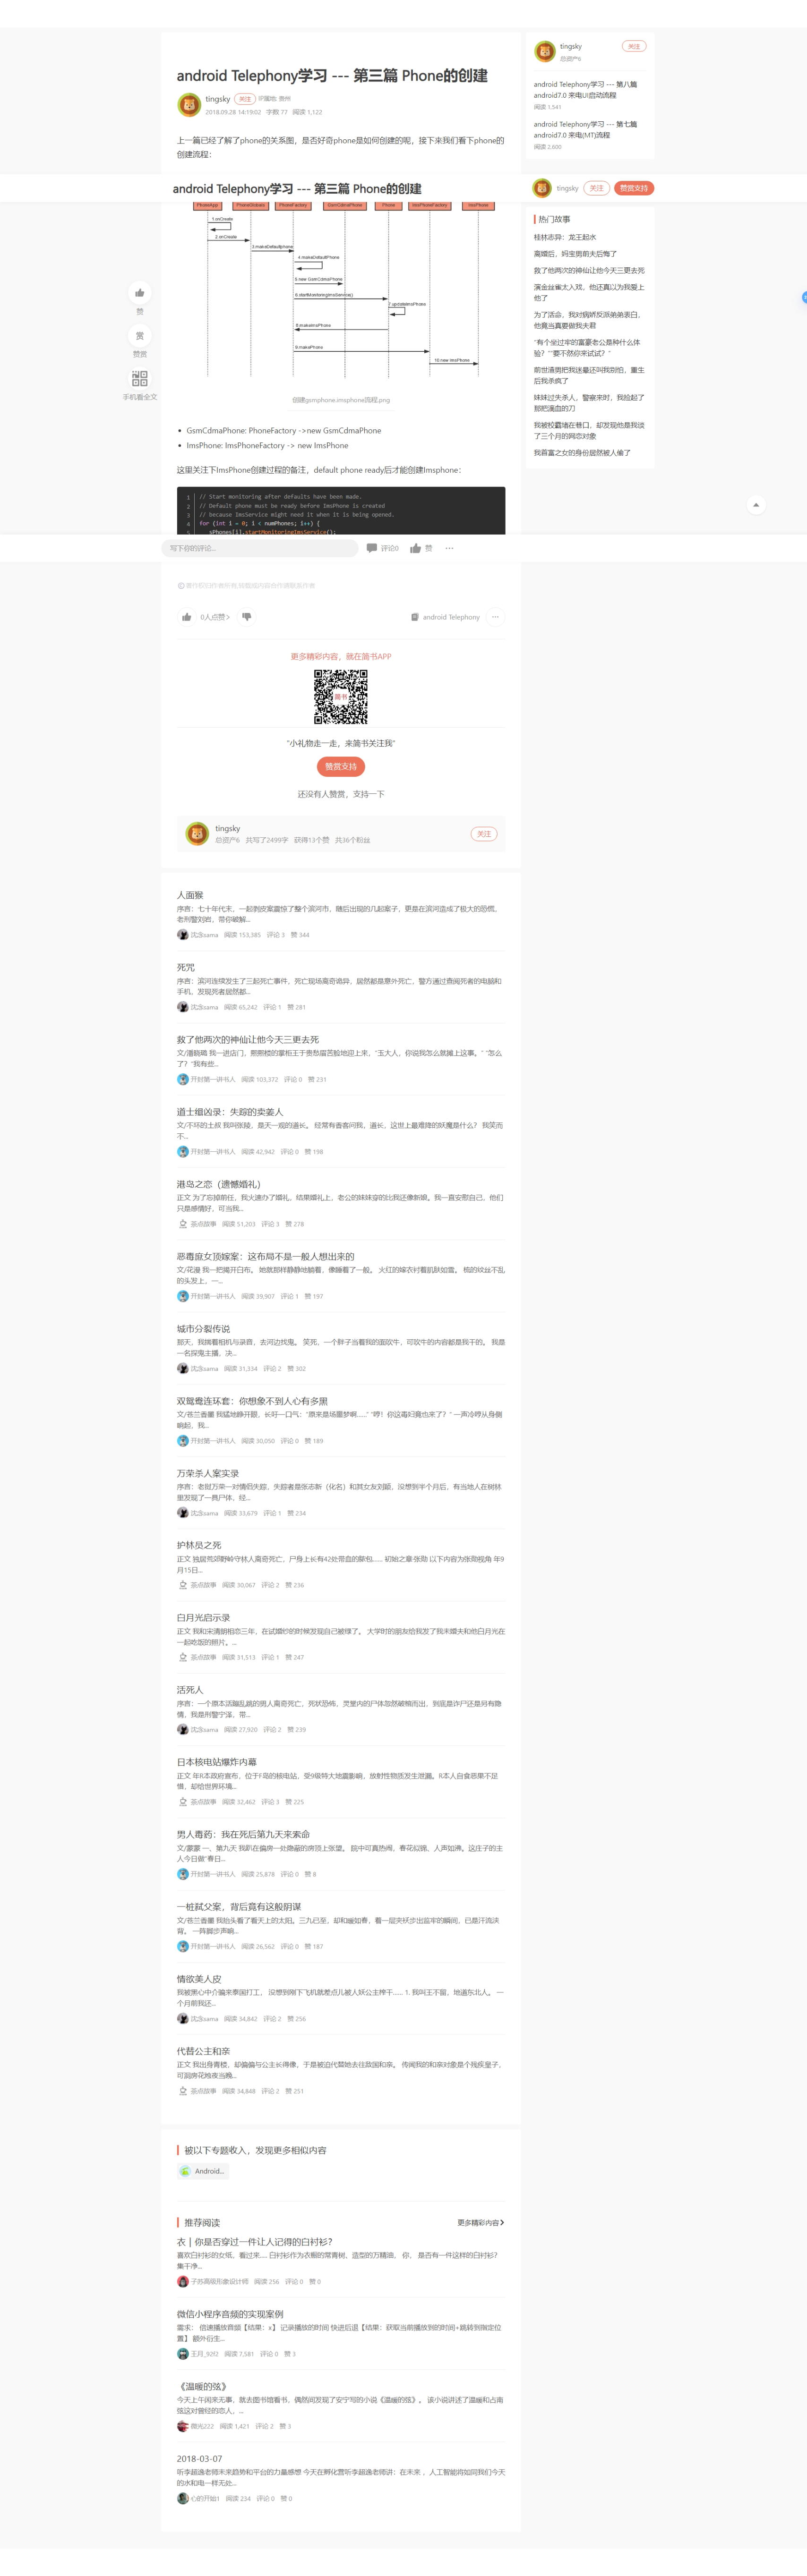 android Telephony学习 --- 第三篇 Phone的创建
tingsky 关注 IP属地: 贵州
2018.09.28 14:19:02 字数 77 阅读 1,122
上一篇已经了解了phone的关系图，是否好奇phone是如何创建的呢，接下来我们看下phone的
创建流程：
tingsky 关注
总资产6
android Telephony学习 --- 第八篇
android7.0 来电UI启动流程
阅读 1,541
android Telephony学习 --- 第七篇
android7.0 来电(MT)流程
阅读 2,600
android Telephony学习 --- 第三篇 Phone的创建
tingsky 关注 赞赏支持
PhoneApp PhoneGlobals PhoneFactory GsmCdmaPhone Phone ImsPhoneFactory ImsPhone
1.onCreate
2.onCreate
3.makeDefaultphone
4.makeDefaultPhone
5.new GsmCdmaPhone
6.startMonitoringImsService()
7.updateImsPhone
8.makeImsPhone
9.makePhone
10.new ImsPhone
创建gsmphone.imsphone流程.png
赞
赏
赞赏
手机看全文
热门故事
桂林志异：龙王起水
离婚后，妈宝男前夫后悔了
救了他两次的神仙让他今天三更去死
演金丝雀太入戏，他还真以为我爱上
他了
为了活命，我对病娇反派弟弟表白，
他竟当真要做我夫君
“有个坐过牢的富豪老公是种什么体
验？”“要不然你来试试？”
前世渣男把我迷晕还叫我别怕，重生
后我杀疯了
妹妹过失杀人，警察来时，我捡起了
那把滴血的刀
我被校霸堵在巷口，却发现他是我谈
了三个月的网恋对象
我首富之女的身份居然被人偷了
GsmCdmaPhone: PhoneFactory ->new GsmCdmaPhone
ImsPhone: ImsPhoneFactory -> new ImsPhone
这里关注下ImsPhone创建过程的备注，default phone ready后才能创建Imsphone：
1 // Start monitoring after defaults have been made.
2 // Default phone must be ready before ImsPhone is created
3 // because ImsService might need it when it is being opened.
4 for (int i = 0; i < numPhones; i++) {
5 sPhones[i].startMonitoringImsService();
写下你的评论... 评论0 赞
©著作权归作者所有,转载或内容合作请联系作者
0人点赞 android Telephony
更多精彩内容，就在简书APP
简书
"小礼物走一走，来简书关注我"
赞赏支持
还没有人赞赏，支持一下
tingsky
总资产6 共写了2499字 获得13个赞 共36个粉丝
关注
人面猴
序言：七十年代末，一起剥皮案震惊了整个滨河市，随后出现的几起案子，更是在滨河造成了极大的恐慌，
老刑警刘岩，带你破解...
沈念sama 阅读 153,385 评论 3 赞 344
死咒
序言：滨河连续发生了三起死亡事件，死亡现场离奇诡异，居然都是意外死亡，警方通过查阅死者的电脑和
手机，发现死者居然都...
沈念sama 阅读 65,242 评论 1 赞 281
救了他两次的神仙让他今天三更去死
文/潘晓璐 我一进店门，熙熙楼的掌柜王于贵愁眉苦脸地迎上来，“玉大人，你说我怎么就摊上这事。” “怎么
了？”我有些...
开封第一讲书人 阅读 103,372 评论 0 赞 231
道士缉凶录：失踪的卖姜人
文/不坏的土叔 我叫张陵，是天一观的道长。 经常有香客问我，道长，这世上最难降的妖魔是什么？ 我笑而
不...
开封第一讲书人 阅读 42,942 评论 0 赞 198
港岛之恋（遗憾婚礼）
正文 为了忘掉前任，我火速办了婚礼，结果婚礼上，老公的妹妹穿的比我还像新娘。我一直安慰自己，他们
只是感情好，可当我...
茶点故事 阅读 51,203 评论 3 赞 278
恶毒庶女顶嫁案：这布局不是一般人想出来的
文/花漫 我一把揭开白布。 她就那样静静地躺着，像睡着了一般。 火红的嫁衣衬着肌肤如雪。 梳的纹丝不乱
的头发上，一...
开封第一讲书人 阅读 39,907 评论 1 赞 197
城市分裂传说
那天，我揣着相机与录音，去河边找鬼。 笑死，一个胖子当着我的面吹牛，可吹牛的内容都是我干的。 我是
一名探鬼主播，决...
沈念sama 阅读 31,334 评论 2 赞 302
双鸳鸯连环套：你想象不到人心有多黑
文/苍兰香墨 我猛地睁开眼，长吁一口气：“原来是场噩梦啊……” “哼！你这毒妇竟也来了？” 一声冷哼从身侧
响起，我...
开封第一讲书人 阅读 30,050 评论 0 赞 189
万荣杀人案实录
序言：老挝万荣一对情侣失踪，失踪者是张志新（化名）和其女友刘颖，没想到半个月后，有当地人在树林
里发现了一具尸体，经...
沈念sama 阅读 33,679 评论 1 赞 234
护林员之死
正文 独居荒郊野岭守林人离奇死亡，尸身上长有42处带血的脓包…… 初始之章·张勋 以下内容为张勋视角 年9
月15日...
茶点故事 阅读 30,067 评论 2 赞 236
白月光启示录
正文 我和宋清朗相恋三年，在试婚纱的时候发现自己被绿了。 大学时的朋友给我发了我未婚夫和他白月光在
一起吃饭的照片。...
茶点故事 阅读 31,513 评论 1 赞 247
活死人
序言：一个原本活蹦乱跳的男人离奇死亡，死状恐怖，灵堂内的尸体忽然破棺而出，到底是诈尸还是另有隐
情，我是刑警宁泽，带...
沈念sama 阅读 27,920 评论 2 赞 239
日本核电站爆炸内幕
正文 年R本政府宣布，位于F岛的核电站，受9级特大地震影响，放射性物质发生泄漏。R本人自食恶果不足
惜，却给世界环境...
茶点故事 阅读 32,462 评论 3 赞 225
男人毒药：我在死后第九天来索命
文/蒙蒙 一、第九天 我趴在偏房一处隐蔽的房顶上张望。 院中可真热闹，春花似锦，人声如沸。这庄子的主
人今日做“春日...
开封第一讲书人 阅读 25,878 评论 0 赞 8
一桩弑父案，背后竟有这般阴谋
文/苍兰香墨 我抬头看了看天上的太阳。三九已至，却和暖如春，着一层夹袄步出监牢的瞬间，已是汗流浃
背。 一阵脚步声响...
开封第一讲书人 阅读 26,562 评论 0 赞 187
情欲美人皮
我被黑心中介骗来泰国打工， 没想到刚下飞机就差点儿被人妖公主榨干…… 1. 我叫王不留，地道东北人。 一
个月前我还...
沈念sama 阅读 34,842 评论 2 赞 256
代替公主和亲
正文 我出身青楼，却偏偏与公主长得像，于是被迫代替她去往敌国和亲。 传闻我的和亲对象是个残疾皇子，
可洞房花烛夜当晚...
茶点故事 阅读 34,848 评论 2 赞 251
被以下专题收入，发现更多相似内容
Android...
推荐阅读 更多精彩内容
衣丨你是否穿过一件让人记得的白衬衫？
喜欢白衬衫的女纸，看过来.... 白衬衫作为衣橱的常青树，造型的万精油， 你， 是否有一件这样的白衬衫？
集干净...
子苏高级形象设计师 阅读 256 评论 0 赞 0
微信小程序音频的实现案例
需求： 倍速播放音频【结果：x】 记录播放的时间 快进后退【结果：获取当前播放到的时间+跳转到指定位
置】 额外衍生...
王月_92f2 阅读 7,581 评论 0 赞 3
《温暖的弦》
今天上午闲来无事，就去图书馆看书，偶然间发现了安宁写的小说《温暖的弦》。 该小说讲述了温暖和占南
弦这对曾经的恋人，...
微光222 阅读 1,421 评论 2 赞 3
2018-03-07
听李超逸老师未来趋势和平台的力量感想 今天在孵化营听李超逸老师讲：在未来 ，人工智能将如同我们今天
的水和电一样无处...
心的开始1 阅读 234 评论 0 赞 0